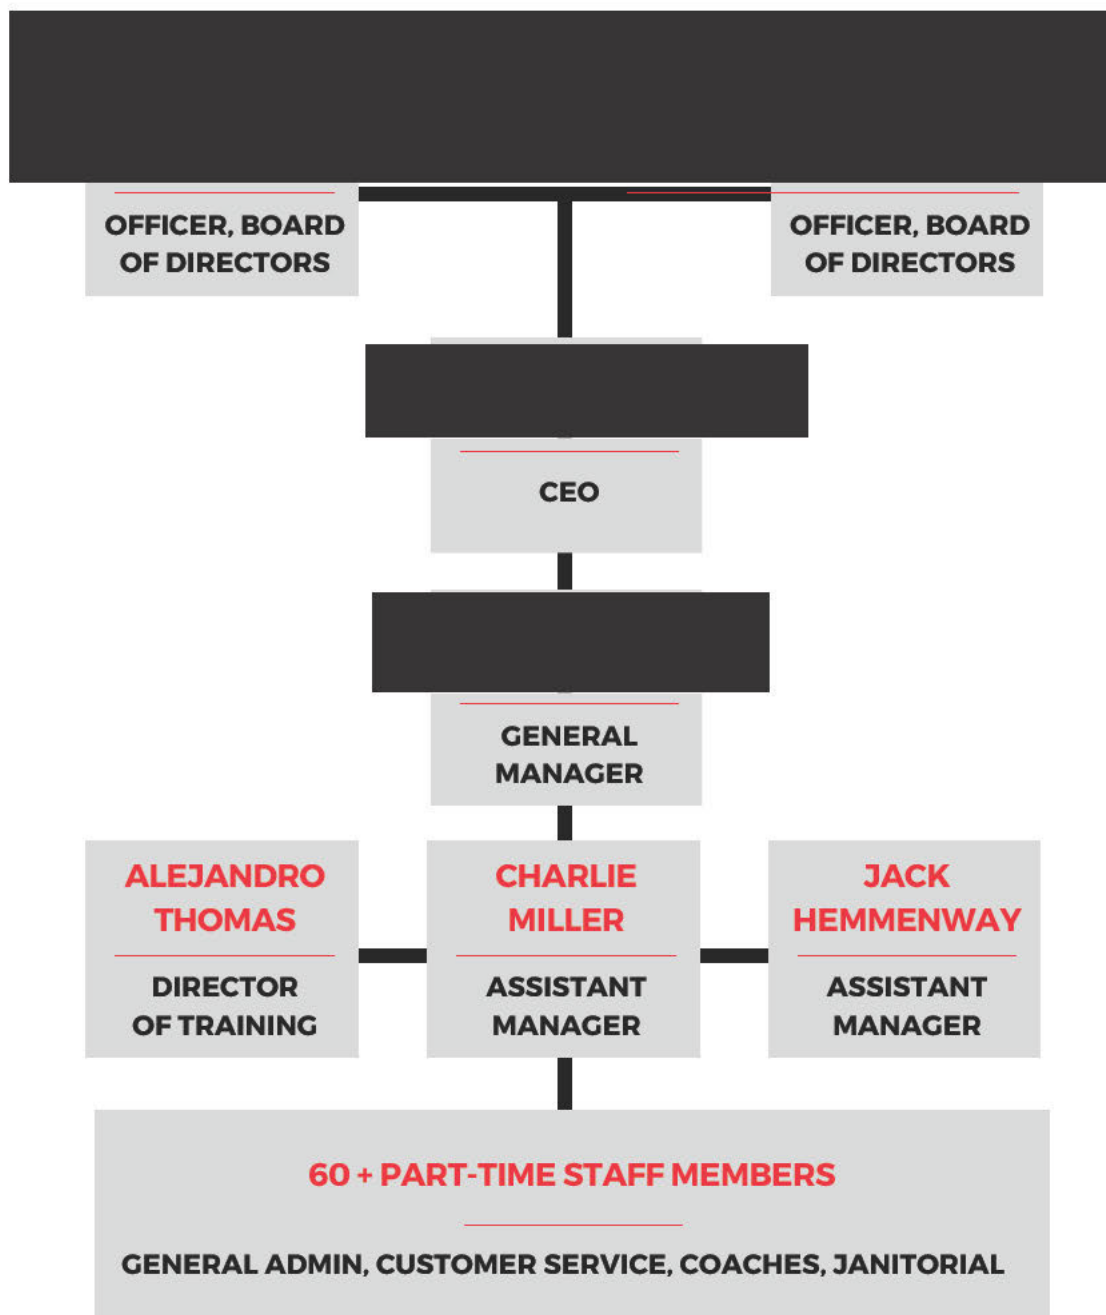 OFFICER, BOARD
OF DIRECTORS
OFFICER, BOARD
OF DIRECTORS
CEO
GENERAL
MANAGER
ALEJANDRO
THOMAS
DIRECTOR
OF TRAINING
CHARLIE
MILLER
ASSISTANT
MANAGER
JACK
HEMMENWAY
ASSISTANT
MANAGER
60 + PART-TIME STAFF MEMBERS
GENERAL ADMIN, CUSTOMER SERVICE, COACHES, JANITORIAL